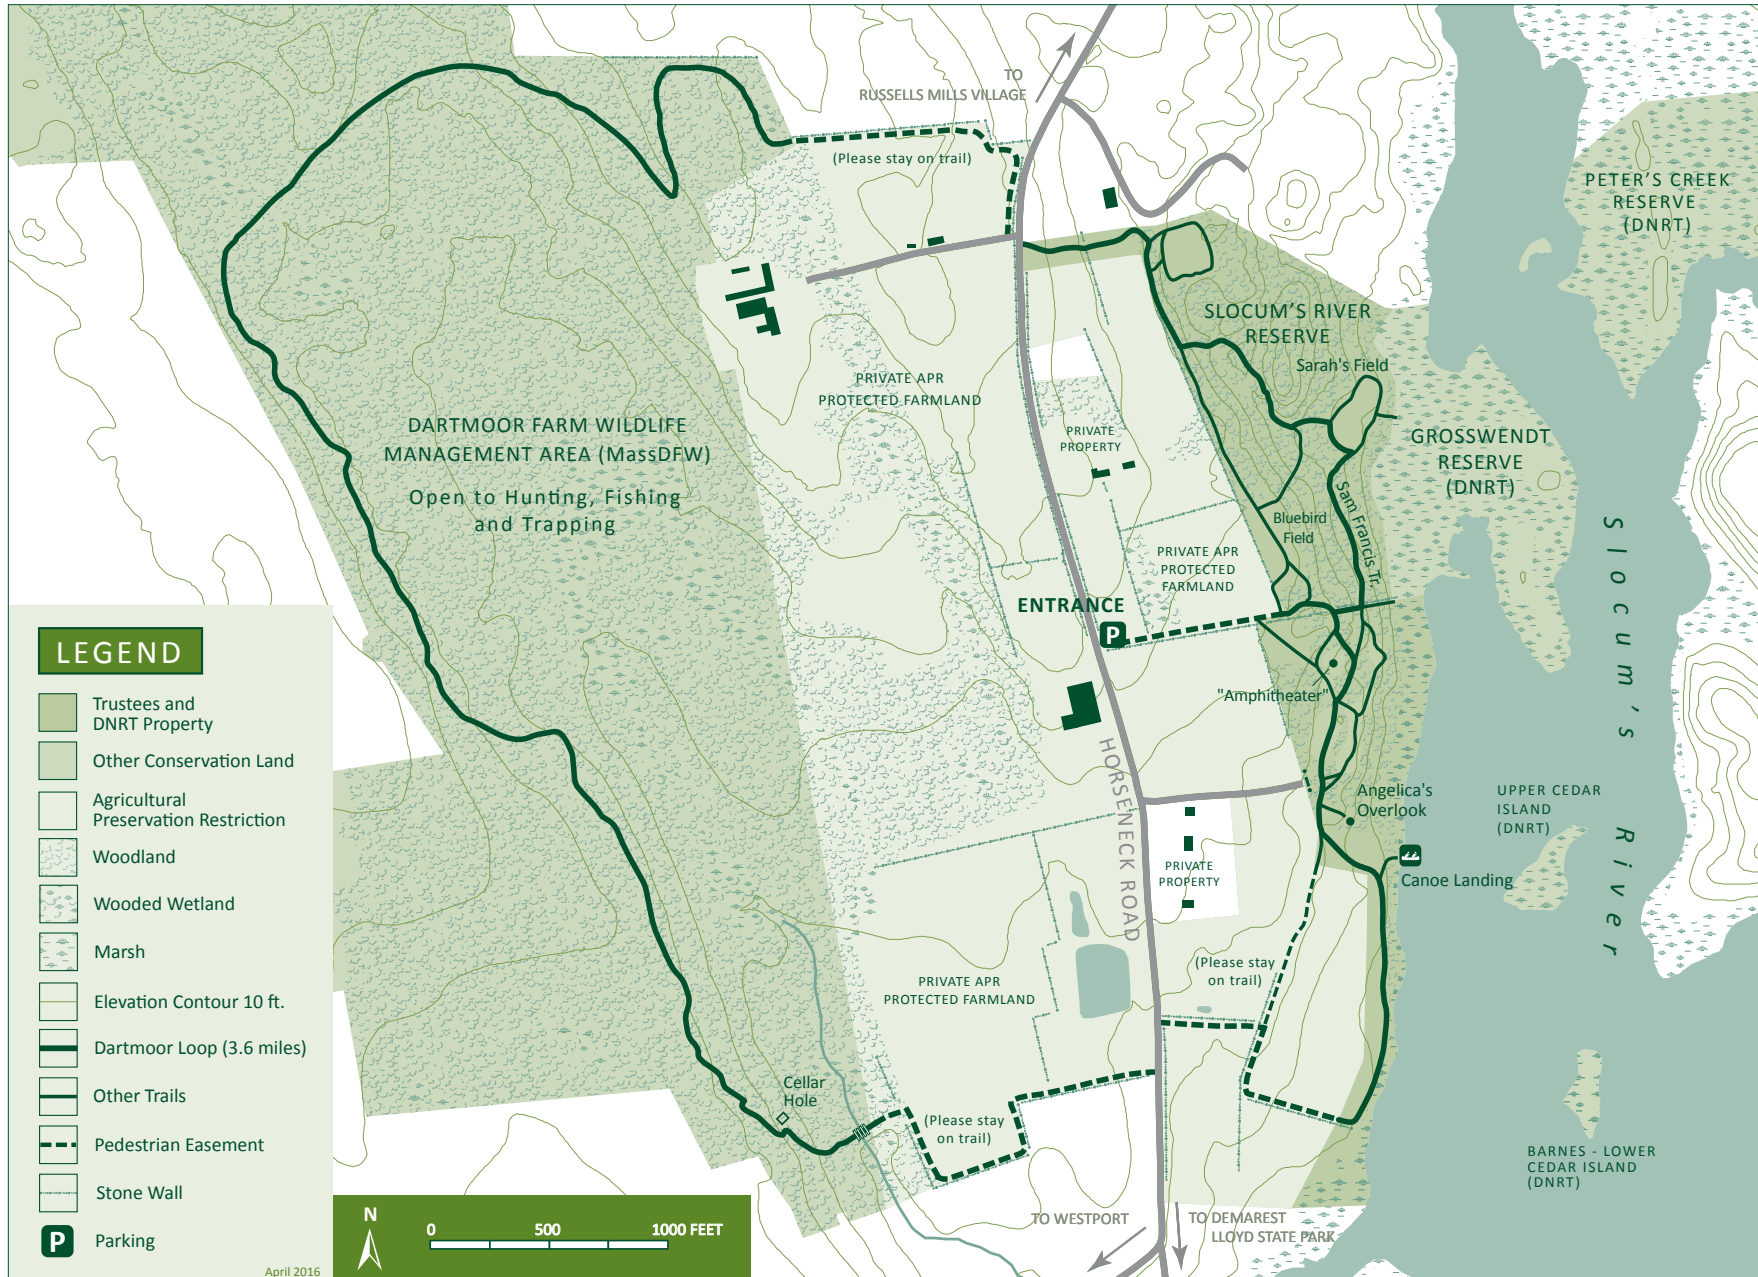 TO
RUSSELLS MILLS VILLAGE
(Please stay on trail)
PETER'S CREEK
RESERVE
(DNRT)
SLOCUM'S RIVER
RESERVE
Sarah's Field
PRIVATE APR
PROTECTED FARMLAND
DARTMOOR FARM WILDLIFE
MANAGEMENT AREA (MassDFW)
Open to Hunting, Fishing
and Trapping
PRIVATE
PROPERTY
GROSSWENDT
RESERVE
(DNRT)
Sam Francis Tr.
Bluebird
Field
PRIVATE APR
PROTECTED
FARMLAND
Slocum's River
ENTRANCE
P
"Amphitheater"
HORSENECK ROAD
Angelica's
Overlook
UPPER CEDAR
ISLAND
(DNRT)
PRIVATE
PROPERTY
Canoe Landing
(Please stay
on trail)
PRIVATE APR
PROTECTED FARMLAND
Cellar
Hole
(Please stay
on trail)
BARNES - LOWER
CEDAR ISLAND
(DNRT)
TO WESTPORT
TO DEMAREST
LLOYD STATE PARK
LEGEND
Trustees and
DNRT Property
Other Conservation Land
Agricultural
Preservation Restriction
Woodland
Wooded Wetland
Marsh
Elevation Contour 10 ft.
Dartmoor Loop (3.6 miles)
Other Trails
Pedestrian Easement
Stone Wall
P Parking
April 2016
N
0 500 1000 FEET